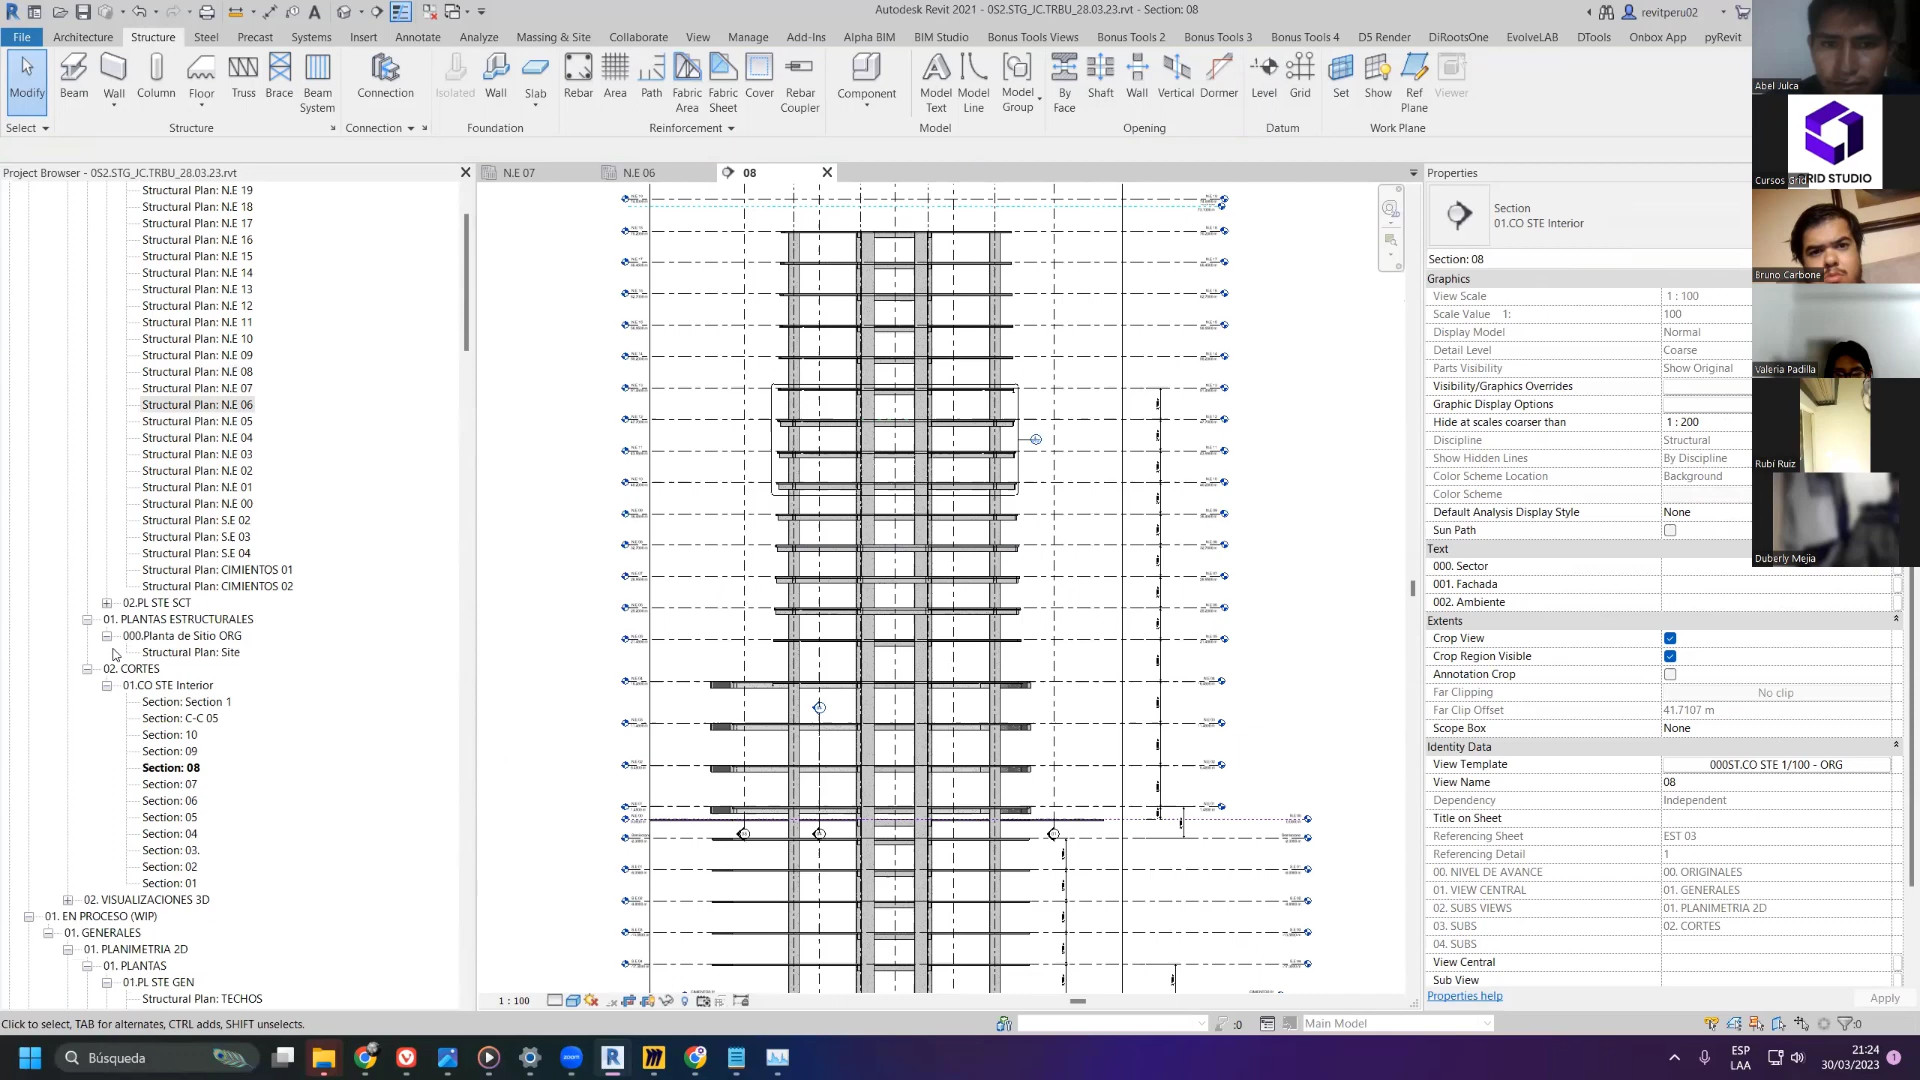 Autodesk Revit 2021 - 0S2.STG_JC.TRBU_28.03.23.rvt - Section: 08
revitperu02
File Architecture Structure Steel Precast Systems Insert Annotate Analyze Massing & Site Collaborate View Manage Add-Ins Alpha BIM BIM Studio Bonus Tools Views Bonus Tools 2 Bonus Tools 3 Bonus Tools 4 D5 Render DiRootsOne EvolveLAB DTools Onbox App pyRevit
Modify Beam Wall Column Floor Truss Brace Beam System Connection Isolated Wall Slab Rebar Area Path Fabric Area Fabric Sheet Cover Rebar Coupler Component Model Text Model Line Model Group By Face Shaft Wall Vertical Dormer Level Grid Set Show Ref Plane Viewer
Select Structure Connection Foundation Reinforcement Model Opening Datum Work Plane
Project Browser - 0S2.STG_JC.TRBU_28.03.23.rvt
Structural Plan: N.E 19
Structural Plan: N.E 18
Structural Plan: N.E 17
Structural Plan: N.E 16
Structural Plan: N.E 15
Structural Plan: N.E 14
Structural Plan: N.E 13
Structural Plan: N.E 12
Structural Plan: N.E 11
Structural Plan: N.E 10
Structural Plan: N.E 09
Structural Plan: N.E 08
Structural Plan: N.E 07
Structural Plan: N.E 06
Structural Plan: N.E 05
Structural Plan: N.E 04
Structural Plan: N.E 03
Structural Plan: N.E 02
Structural Plan: N.E 01
Structural Plan: N.E 00
Structural Plan: S.E 02
Structural Plan: S.E 03
Structural Plan: S.E 04
Structural Plan: CIMIENTOS 01
Structural Plan: CIMIENTOS 02
02.PL STE SCT
01. PLANTAS ESTRUCTURALES
000.Planta de Sitio ORG
Structural Plan: Site
02. CORTES
01.CO STE Interior
Section: Section 1
Section: C-C 05
Section: 10
Section: 09
Section: 08
Section: 07
Section: 06
Section: 05
Section: 04
Section: 03.
Section: 02
Section: 01
02. VISUALIZACIONES 3D
01. EN PROCESO (WIP)
01. GENERALES
01. PLANIMETRIA 2D
01. PLANTAS
01.PL STE GEN
Structural Plan: TECHOS
N.E 07 N.E 06 08
1 : 100
Properties
Section
01.CO STE Interior
Section: 08
Graphics
View Scale 1 : 100
Scale Value 1: 100
Display Model Normal
Detail Level Coarse
Parts Visibility Show Original
Visibility/Graphics Overrides
Graphic Display Options
Hide at scales coarser than 1 : 200
Discipline Structural
Show Hidden Lines By Discipline
Color Scheme Location Background
Color Scheme
Default Analysis Display Style None
Sun Path
Text
000. Sector
001. Fachada
002. Ambiente
Extents
Crop View
Crop Region Visible
Annotation Crop
Far Clipping No clip
Far Clip Offset 41.7107 m
Scope Box None
Identity Data
View Template 000ST.CO STE 1/100 - ORG
View Name 08
Dependency Independent
Title on Sheet
Referencing Sheet EST 03
Referencing Detail 1
00. NIVEL DE AVANCE 00. ORIGINALES
01. VIEW CENTRAL 01. GENERALES
02. SUBS VIEWS 01. PLANIMETRIA 2D
03. SUBS 02. CORTES
04. SUBS
View Central
Sub View
Properties help Apply
Abel Julca
GRID STUDIO
Cursos Grid
Bruno Carbone
Valeria Padilla
Rubí Ruiz
Duberly Mejia
Click to select, TAB for alternates, CTRL adds, SHIFT unselects.
:0 Main Model :0
Búsqueda
ESP
LAA
21:24
30/03/2023
1